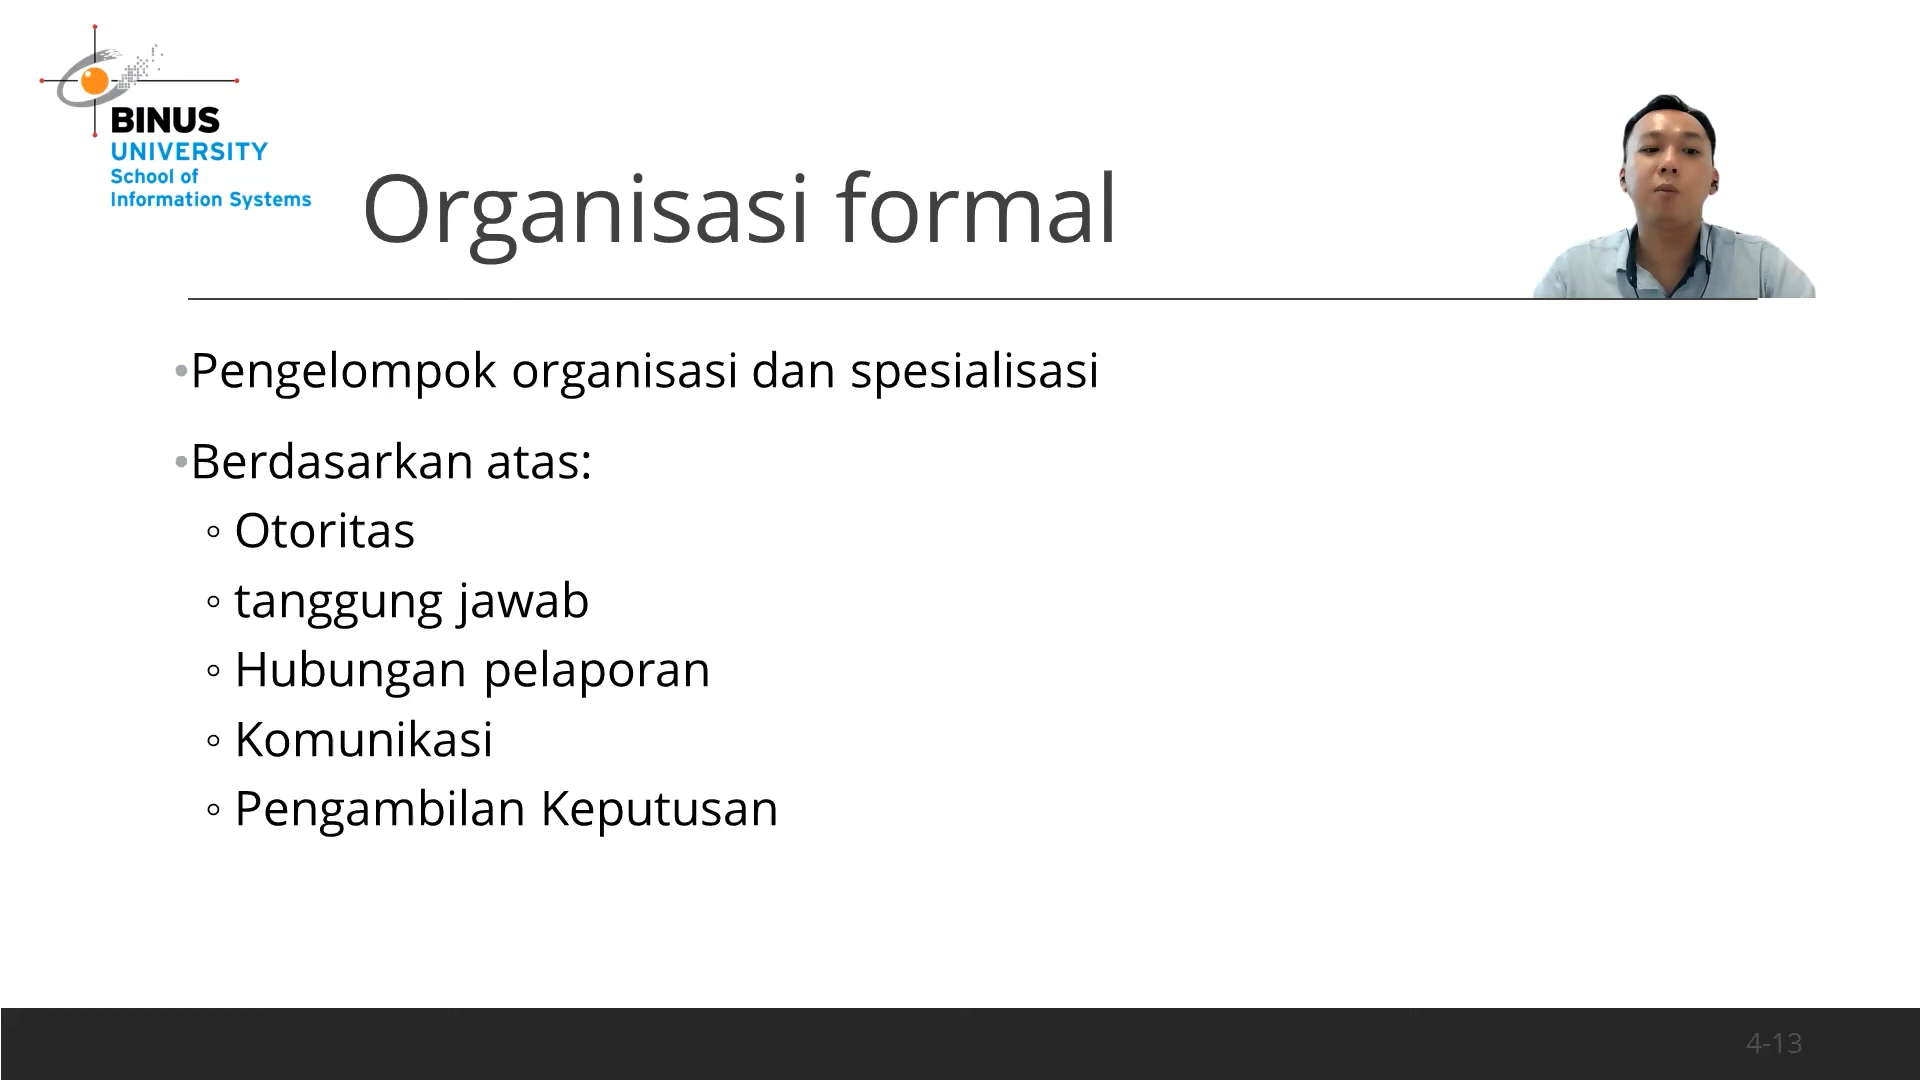 BINUS
UNIVERSITY
School of
Information Systems
Organisasi formal
•Pengelompok organisasi dan spesialisasi
•Berdasarkan atas:
◦ Otoritas
◦ tanggung jawab
◦ Hubungan pelaporan
◦ Komunikasi
◦ Pengambilan Keputusan
4-13